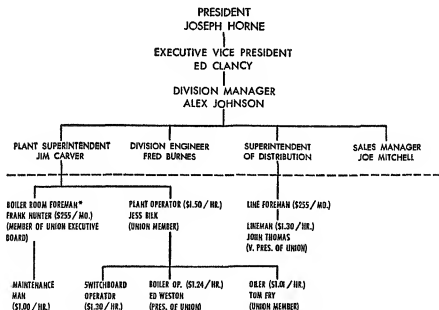 PRESIDENT
JOSEPH HORNE
EXECUTIVE VICE PRESIDENT
ED CLANCY
DIVISION MANAGER
ALEX JOHNSON
PLANT SUPERINTENDENT
JIM CARVER
DIVISION ENGINEER
FRED BURNES
SUPERINTENDENT
OF DISTRIBUTION
SALES MANAGER
JOE MITCHELL
BOILER ROOM FOREMAN*
FRANK HUNTER ($255/MO.)
(MEMBER OF UNION EXECUTIVE
BOARD)
PLANT OPERATOR ($1.50/HR.)
JESS BILK
(UNION MEMBER)
LINE FOREMAN ($255/MO.)
LINEMAN ($1.30/HR.)
JOHN THOMAS
(V. PRES. OF UNION)
MAINTENANCE
MAN
($1.00/HR.)
SWITCHBOARD
OPERATOR
($1.30/HR.)
BOILER OP. ($1.24/HR.)
ED WESTON
(PRES. OF UNION)
OILER ($1.01/HR.)
TOM FRY
(UNION MEMBER)